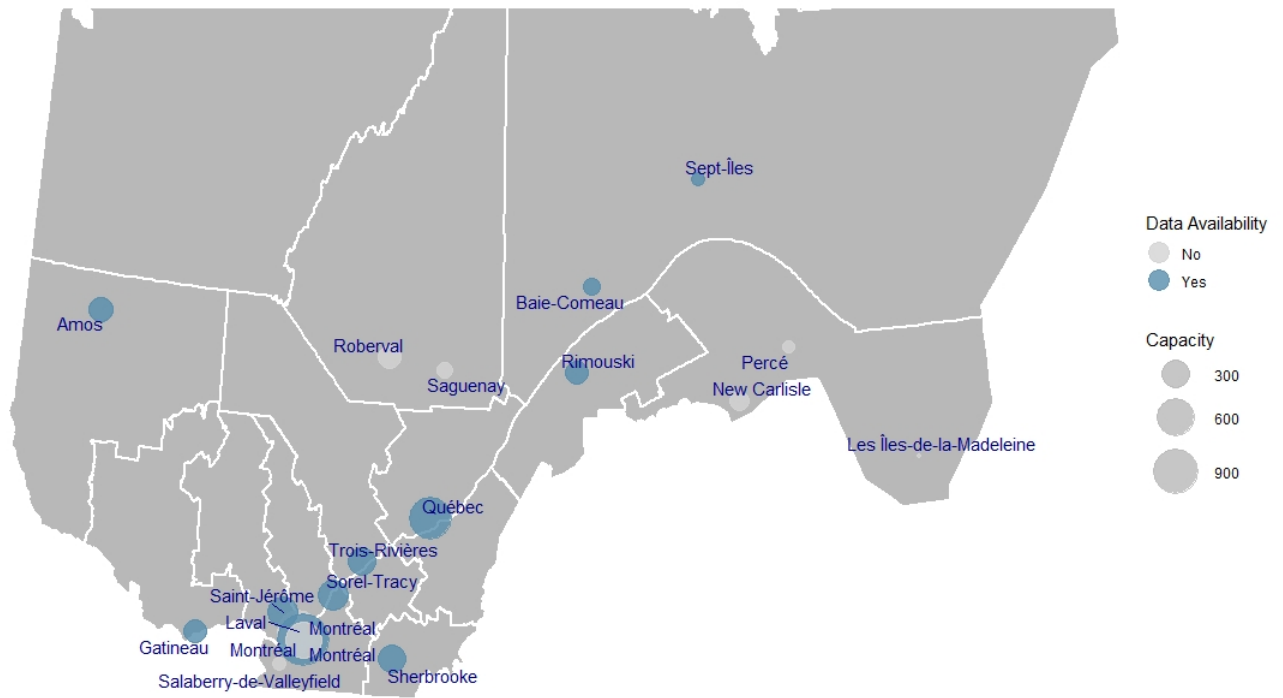 Sept-Îles
Data Availability
No
Yes
Baie-Comeau
Amos
Capacity
Roberval
Rimouski
Percé
300
Saguenay
New Carlisle
600
Les Îles-de-la-Madeleine
900
Québec
Trois-Rivières
Sorel-Tracy
Saint-Jérôme
Laval
Montréal
Gatineau
Montréal
Montréal
Sherbrooke
Salaberry-de-Valleyfield